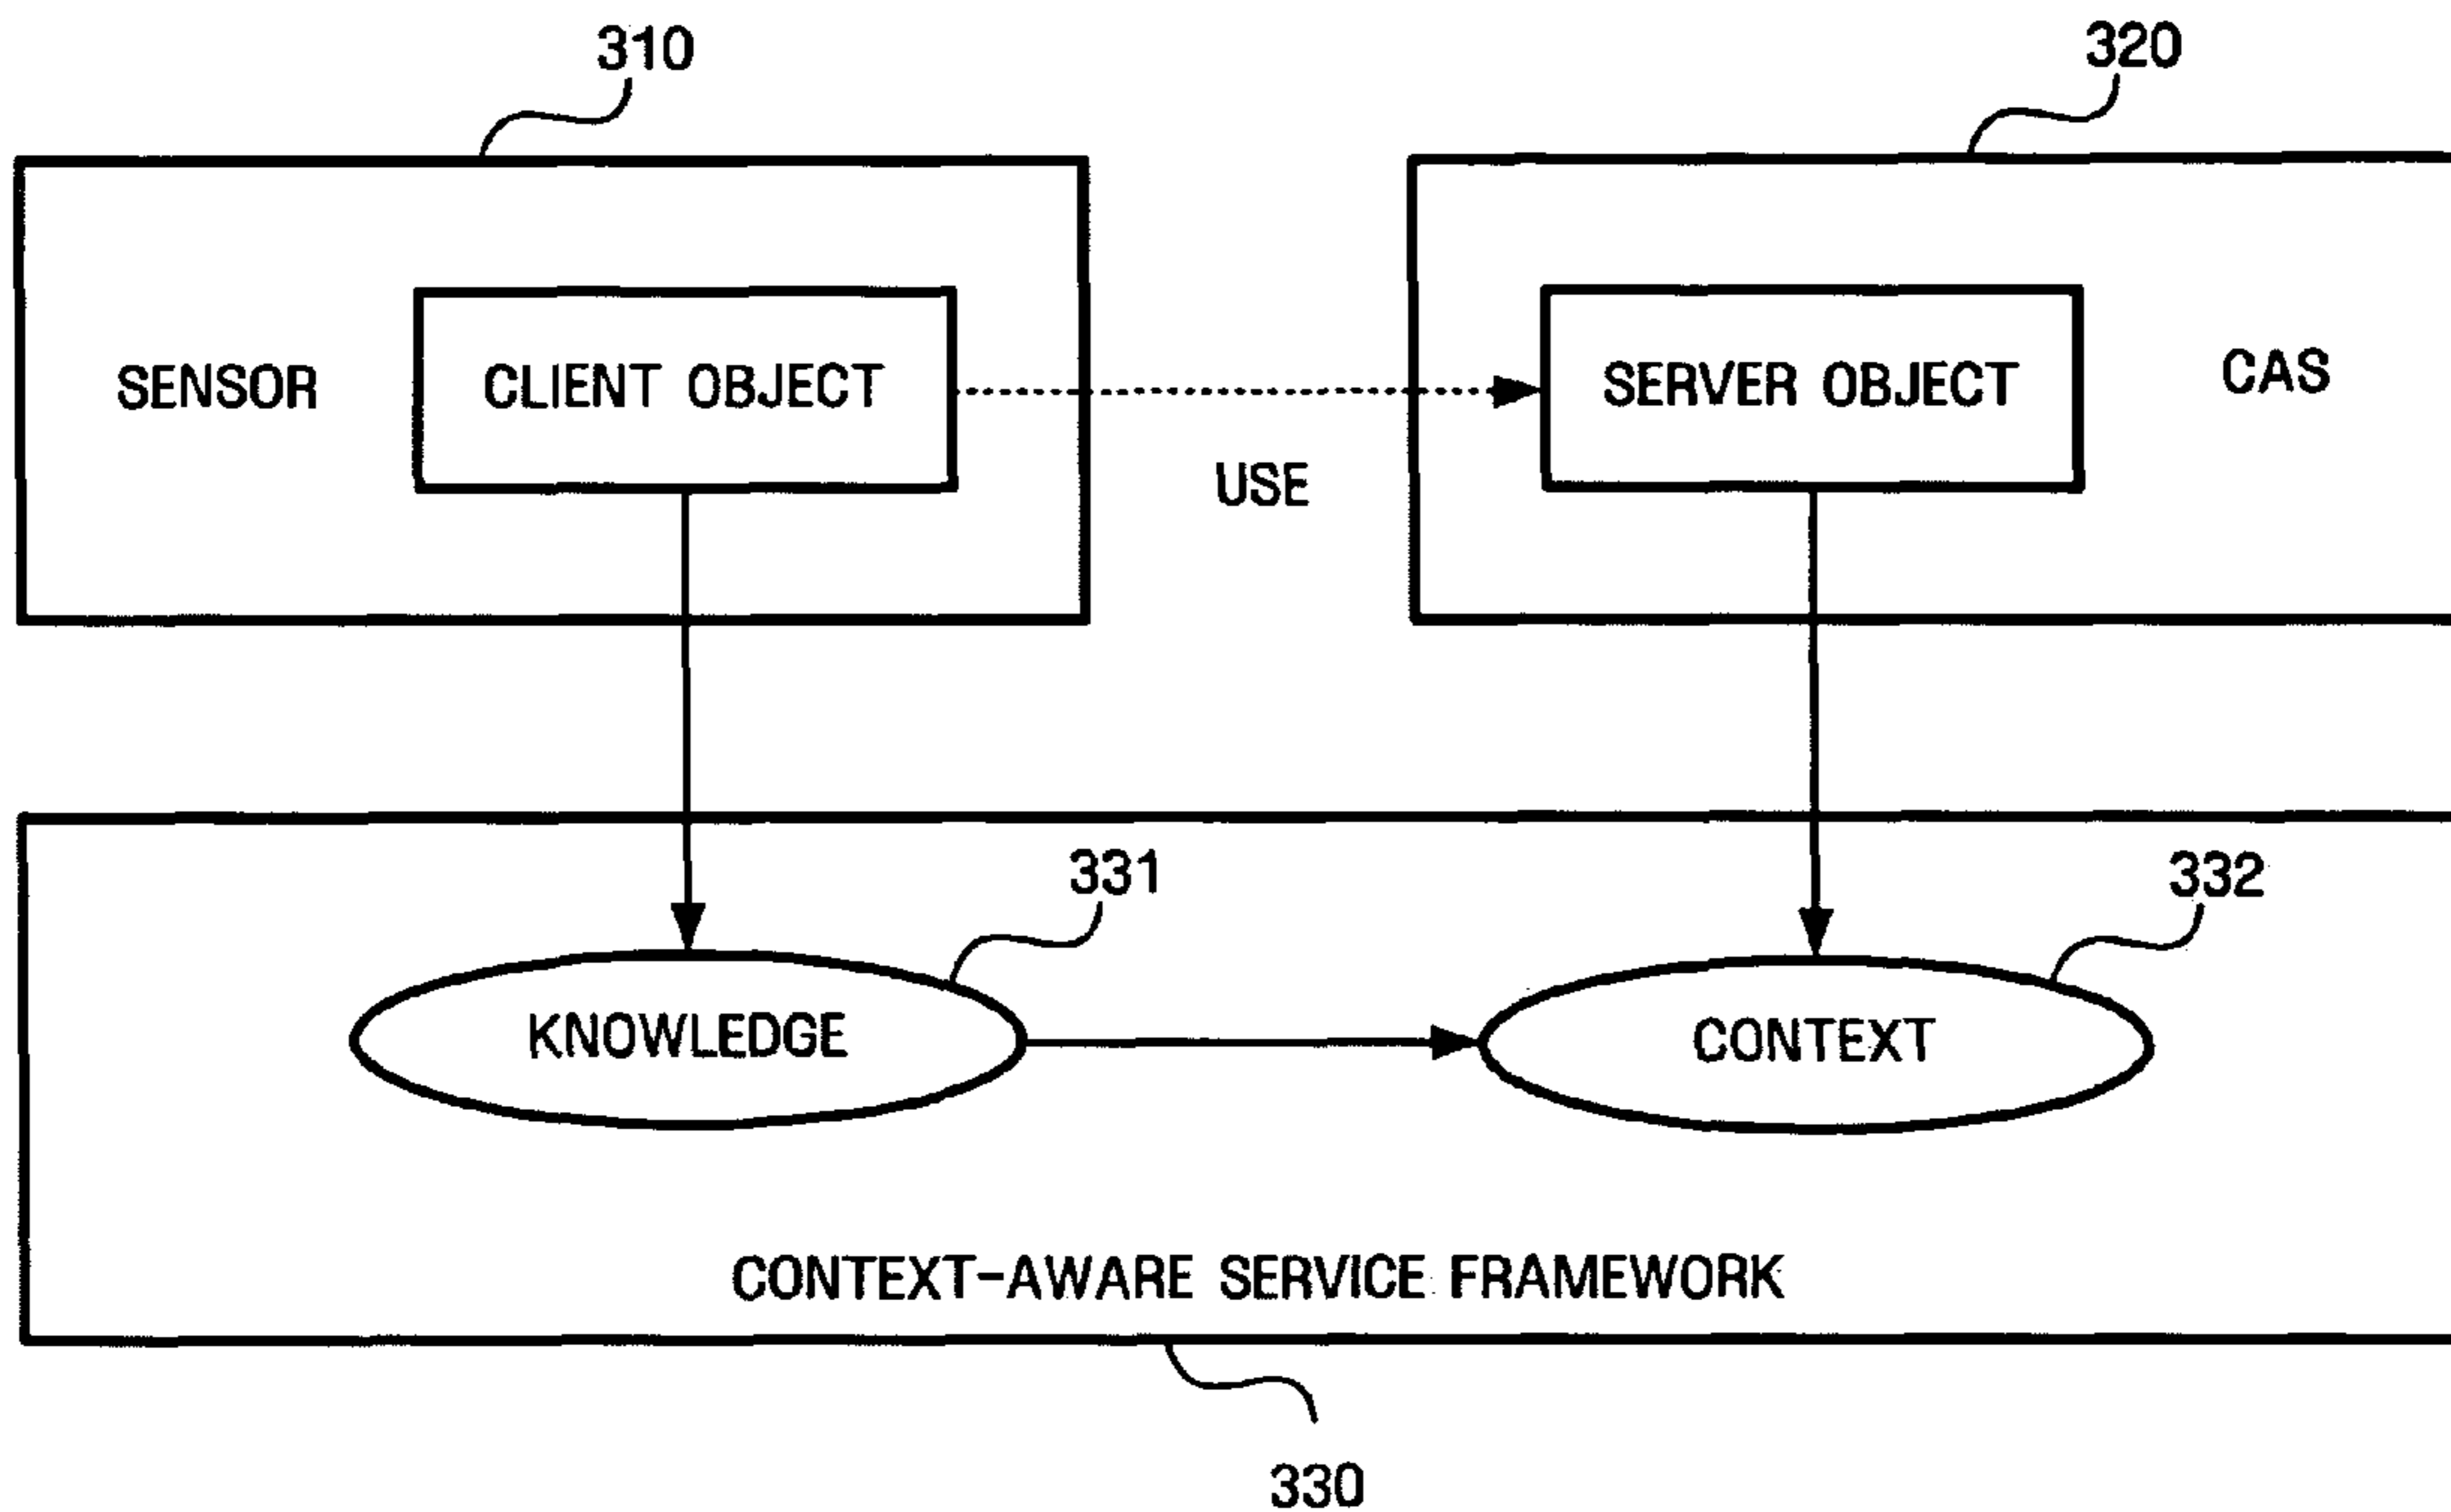 310
320
SENSOR
CLIENT OBJECT
USE
SERVER OBJECT
CAS
331
332
KNOWLEDGE
CONTEXT
CONTEXT-AWARE SERVICE FRAMEWORK
330